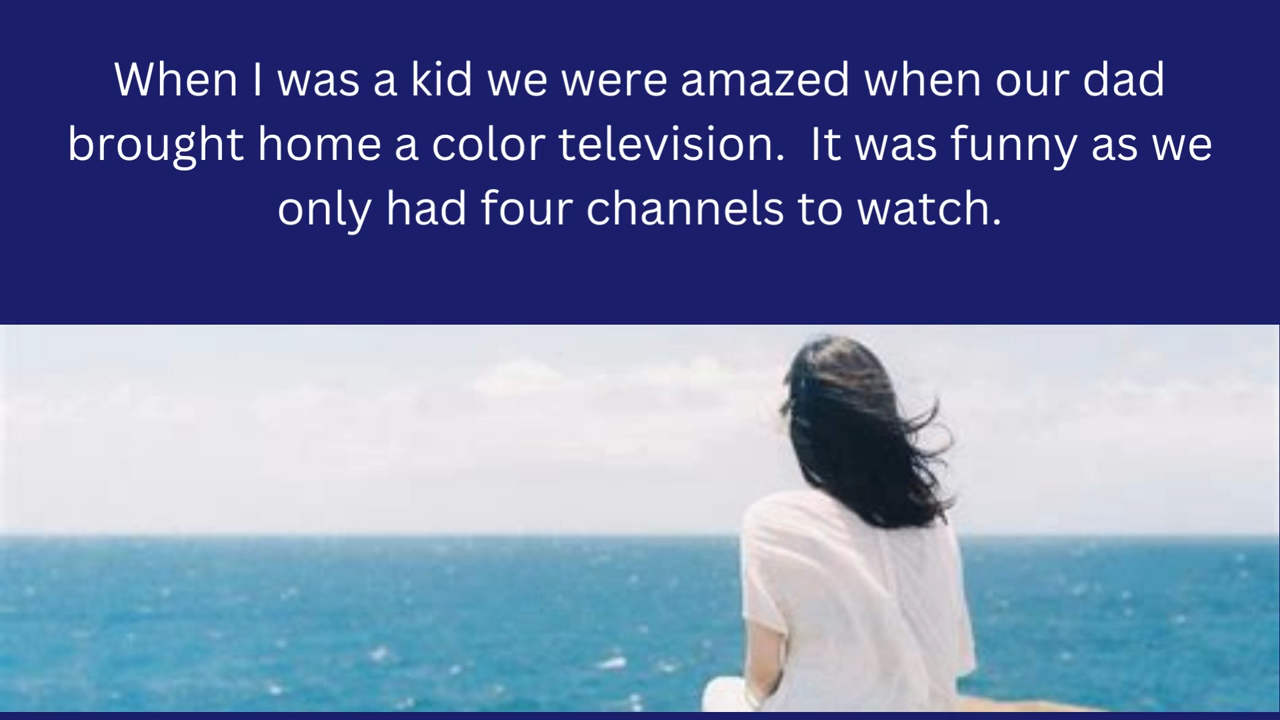 When I was a kid we were amazed when our dad
brought home a color television.  It was funny as we
only had four channels to watch.